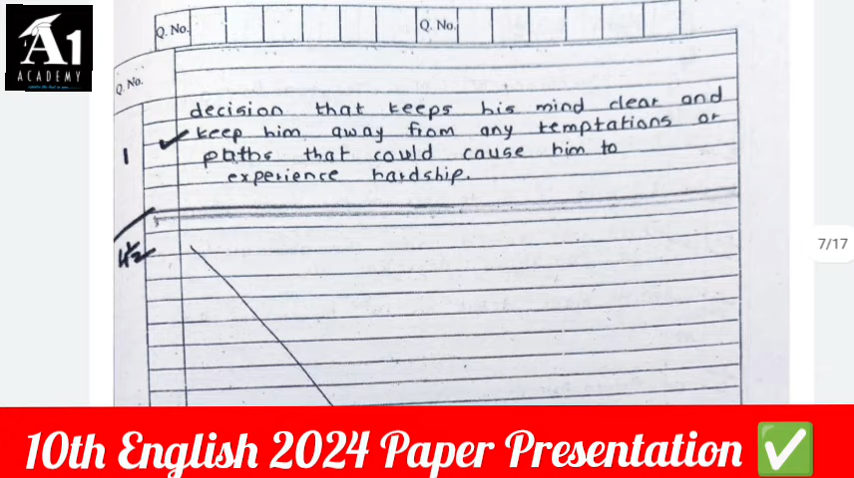 A1
ACADEMY
Q. No.
Q. No.
Q. No.
decision that keeps his mind clear and
1
keep him away from any temptations or
paths that could cause him to
experience hardship.
4½
7/17
10th English 2024 Paper Presentation ✅